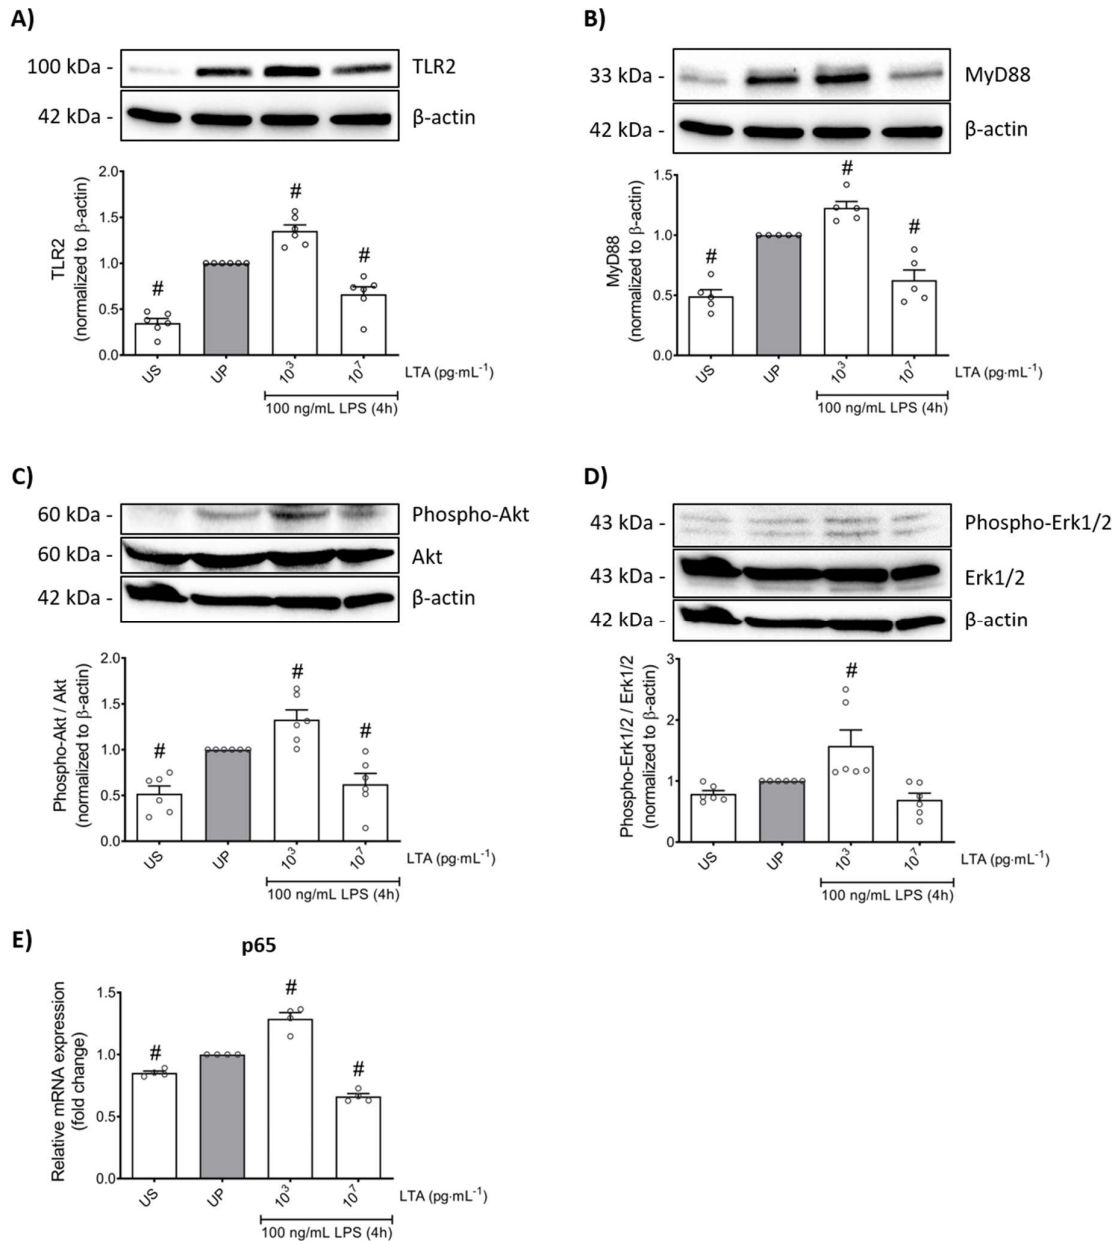 A)
100 kDa -
TLR2
42 kDa -
β-actin
TLR2
(normalized to β-actin)
2.0
1.5
1.0
0.5
0.0
#
#
#
US
UP
10³
10⁷
LTA (pg·mL⁻¹)
100 ng/mL LPS (4h)
B)
33 kDa -
MyD88
42 kDa -
β-actin
MyD88
(normalized to β-actin)
1.5
1.0
0.5
0.0
#
#
#
US
UP
10³
10⁷
LTA (pg·mL⁻¹)
100 ng/mL LPS (4h)
C)
60 kDa -
Phospho-Akt
60 kDa -
Akt
42 kDa -
β-actin
Phospho-Akt / Akt
(normalized to β-actin)
2.0
1.5
1.0
0.5
0.0
#
#
#
US
UP
10³
10⁷
LTA (pg·mL⁻¹)
100 ng/mL LPS (4h)
D)
43 kDa -
Phospho-Erk1/2
43 kDa -
Erk1/2
42 kDa -
β-actin
Phospho-Erk1/2 / Erk1/2
(normalized to β-actin)
3
2
1
0
#
US
UP
10³
10⁷
LTA (pg·mL⁻¹)
100 ng/mL LPS (4h)
E)
p65
Relative mRNA expression
(fold change)
1.5
1.0
0.5
0.0
#
#
#
US
UP
10³
10⁷
LTA (pg·mL⁻¹)
100 ng/mL LPS (4h)